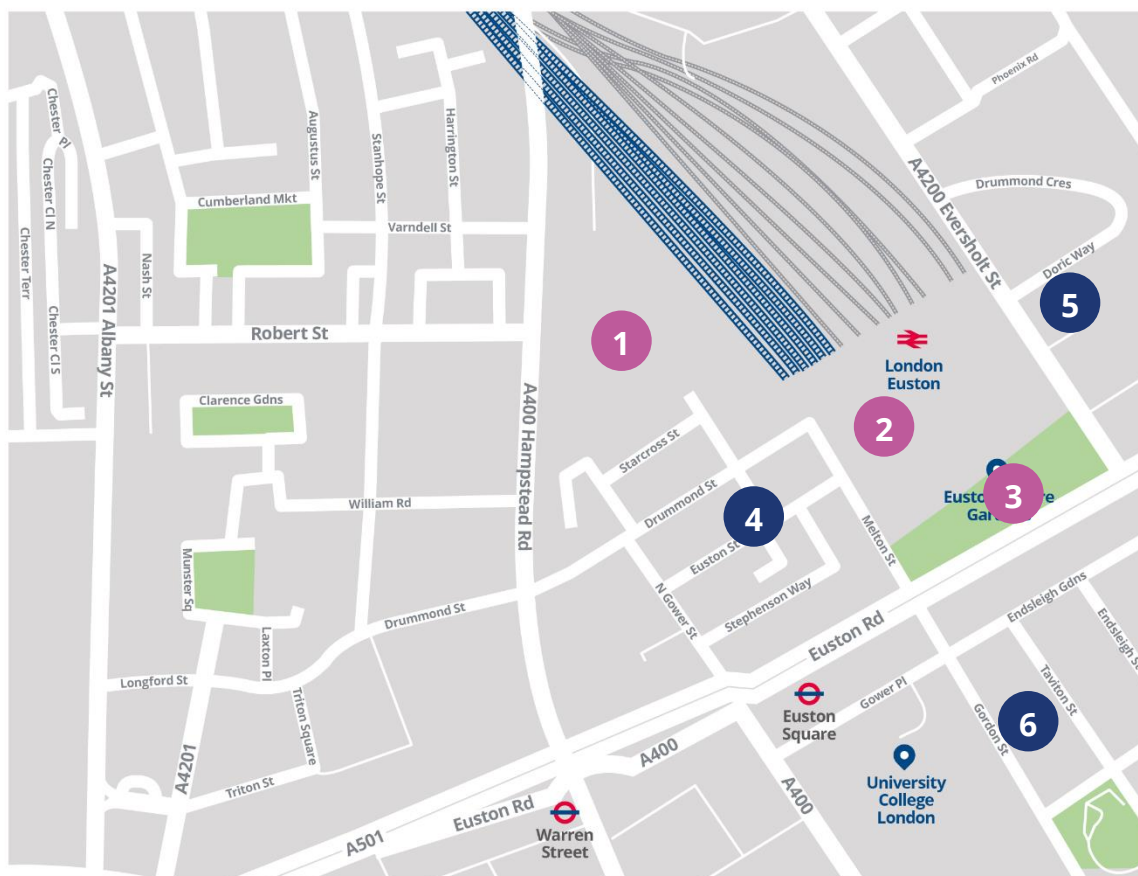 Phoenix Rd
Chester Pl
Augustus St
Harrington St
Stanhope St
Chester Cl N
A4200 Eversholt St
Drummond Cres
Cumberland Mkt
Varndell St
Chester Terr
Nash St
Doric Way
A4201 Albany St
5
Robert St
1
London
Euston
Chester Cl S
Clarence Gdns
A400 Hampstead Rd
2
Starcross St
Drummond St
3
William Rd
4
Melton St
Euston St
Munster Sq
N Gower St
Stephenson Way
Drummond St
Endsleigh Gdns
Euston Rd
Endsleigh St
Laxton Pl
Longford St
Triton Square
Gower Pl
Taviton St
Euston
Square
Gordon St
6
A4201
A400
Triton St
University
College
London
A400
Euston Rd
A501
Warren
Street